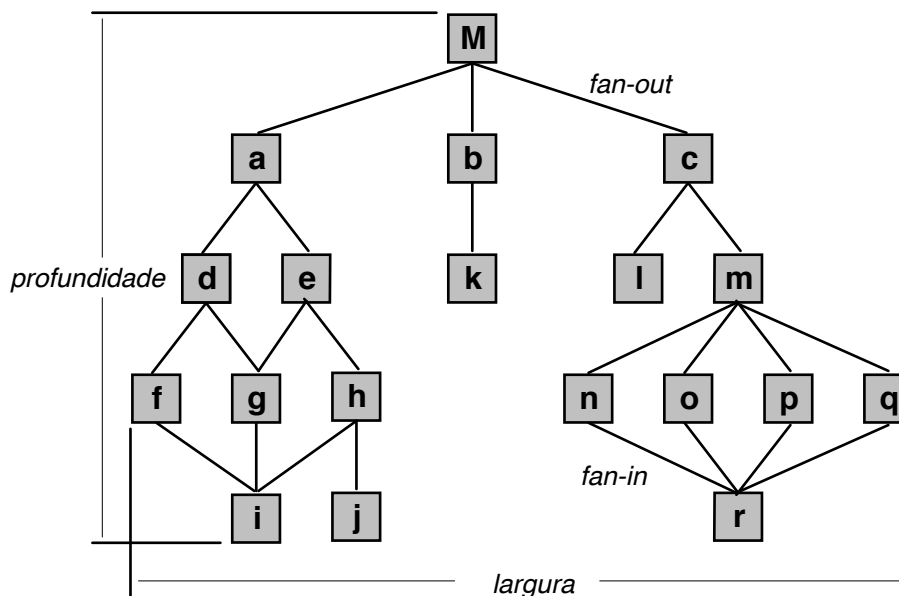 M
fan-out
a b c
profundidade d e k l m
f g h n o p q
fan-in
i j r
largura